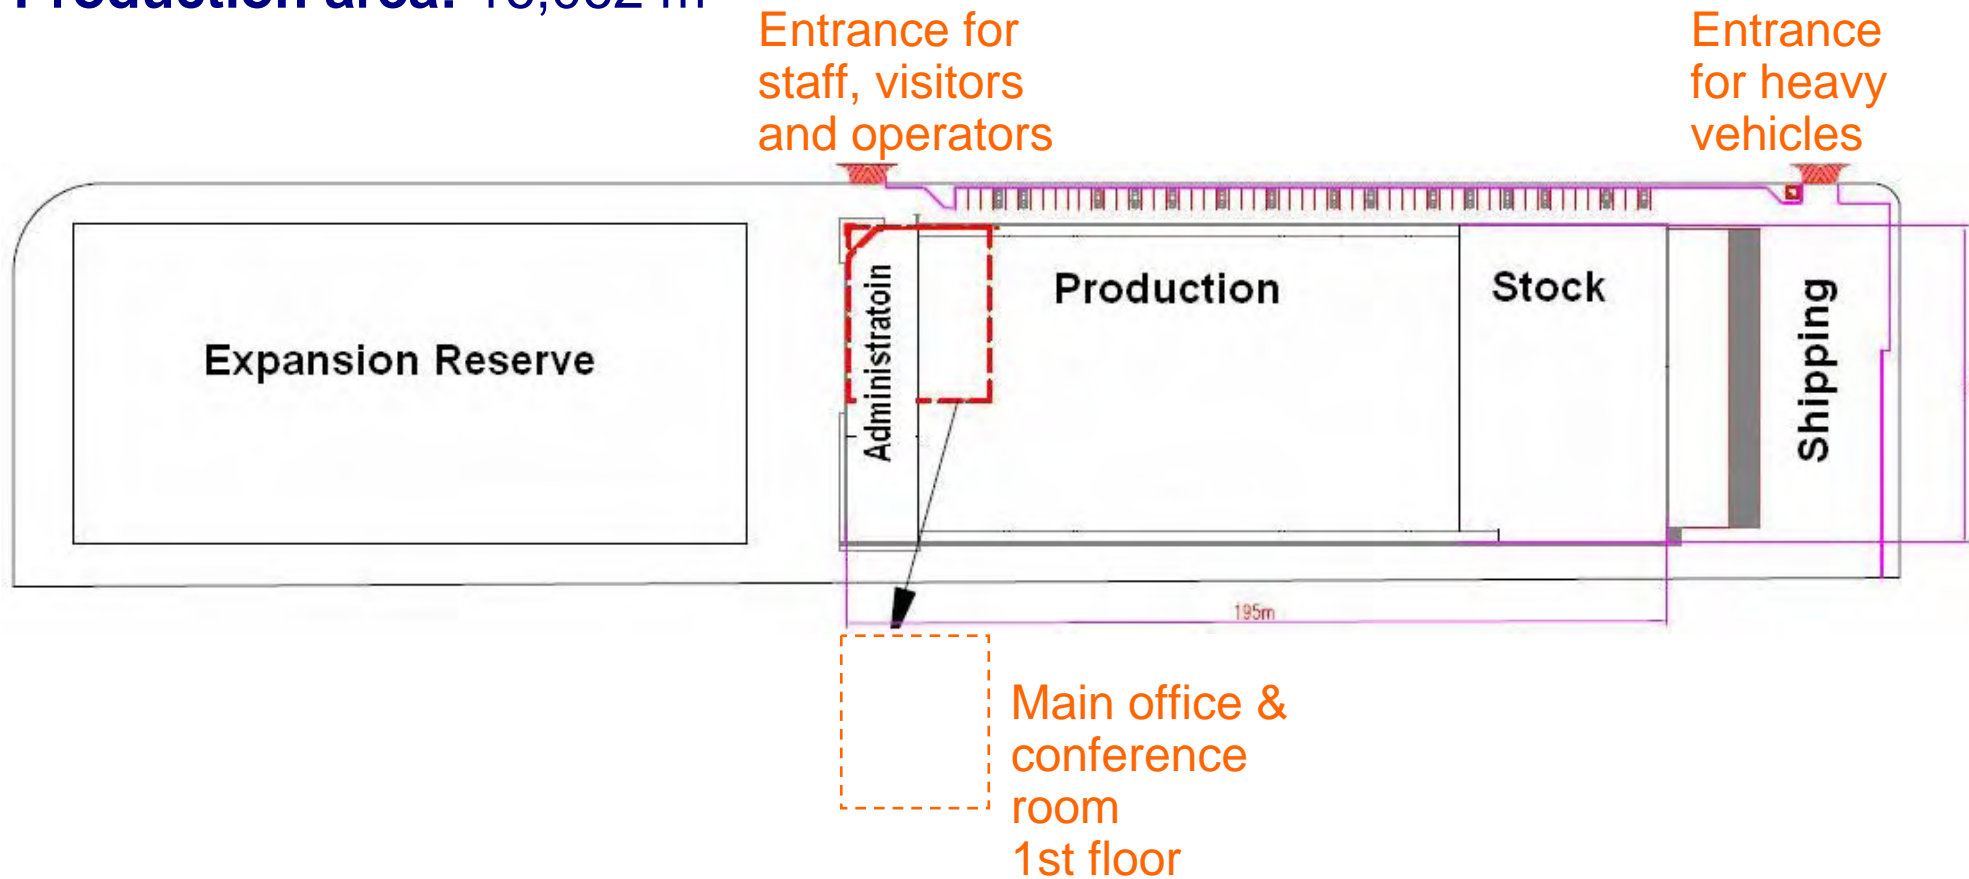 Entrance for
staff, visitors
and operators
Entrance
for heavy
vehicles
Expansion Reserve
Administratoin
Production
Stock
Shipping
195m
Main office &
conference
room
1st floor